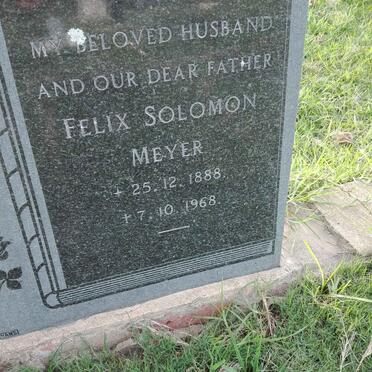 MY BELOVED HUSBAND
AND OUR DEAR FATHER
FELIX SOLOMON
MEYER
+ 25.12.1888.
+ 7.10.1968.